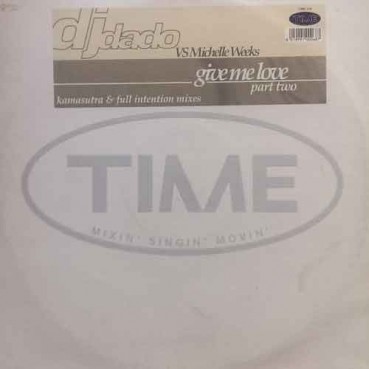 dj dado
VS Michelle Weeks
give me love
part two
kamasutra & full intention mixes
TIME
TIME
MIXIN' SINGIN' MOVIN'